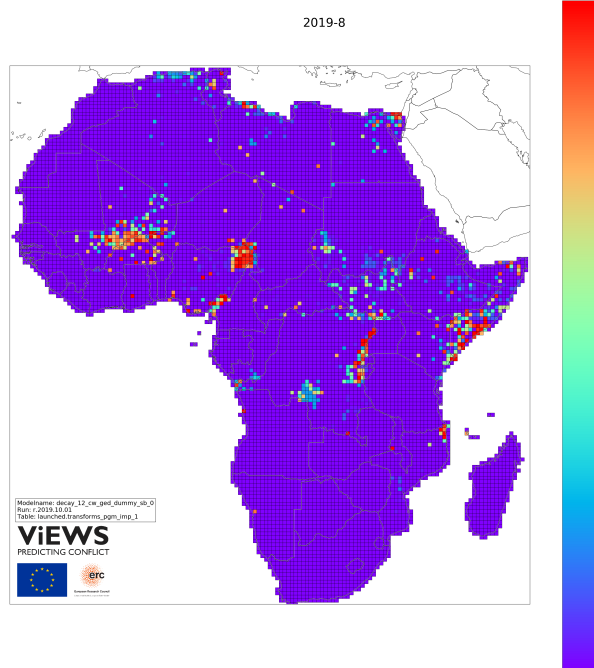 2019-8
Modelname: decay_12_cw_ged_dummy_sb_0
Run: r.2019.10.01
Table: launched.transforms_pgm_imp_1
ViEWS
PREDICTING CONFLICT
erc
European Research Council